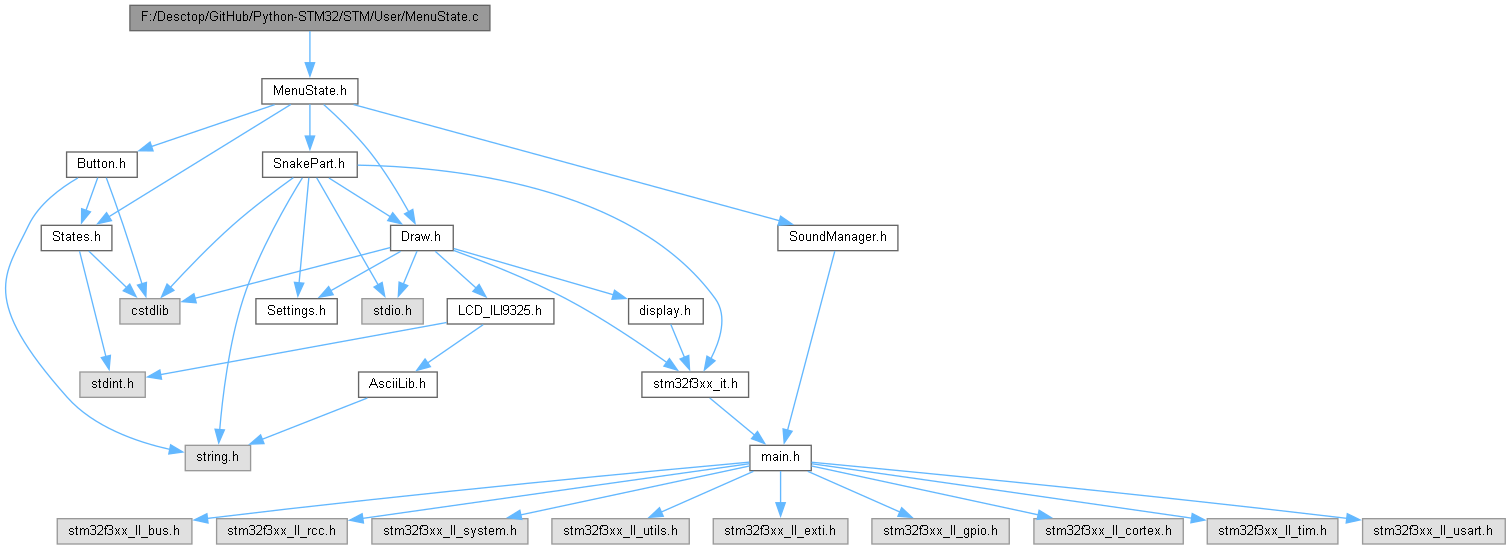 F:/Desctop/GitHub/Python-STM32/STM/User/MenuState.c
MenuState.h
Button.h
SnakePart.h
States.h
Draw.h
SoundManager.h
cstdlib
Settings.h
stdio.h
LCD_ILI9325.h
display.h
stdint.h
AsciiLib.h
stm32f3xx_it.h
string.h
main.h
stm32f3xx_ll_bus.h
stm32f3xx_ll_rcc.h
stm32f3xx_ll_system.h
stm32f3xx_ll_utils.h
stm32f3xx_ll_exti.h
stm32f3xx_ll_gpio.h
stm32f3xx_ll_cortex.h
stm32f3xx_ll_tim.h
stm32f3xx_ll_usart.h